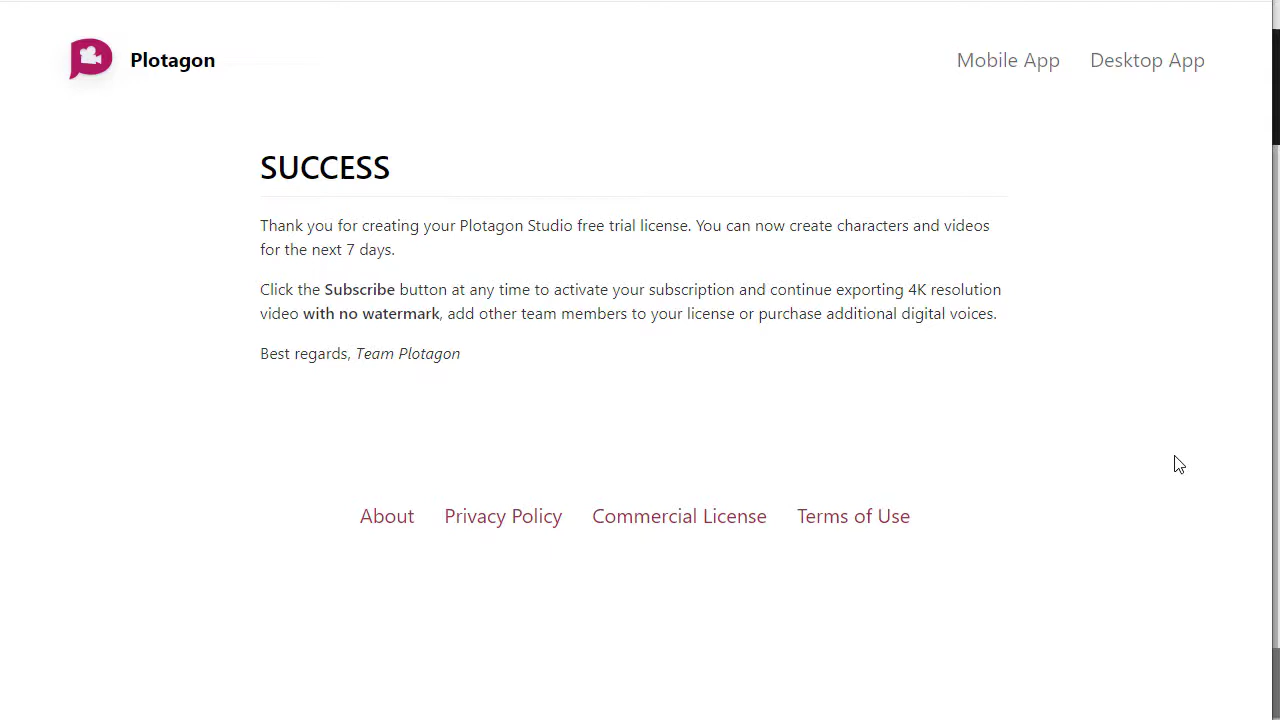 Plotagon
Mobile App
Desktop App
SUCCESS
Thank you for creating your Plotagon Studio free trial license. You can now create characters and videos
for the next 7 days.
Click the Subscribe button at any time to activate your subscription and continue exporting 4K resolution
video with no watermark, add other team members to your license or purchase additional digital voices.
Best regards, Team Plotagon
About
Privacy Policy
Commercial License
Terms of Use